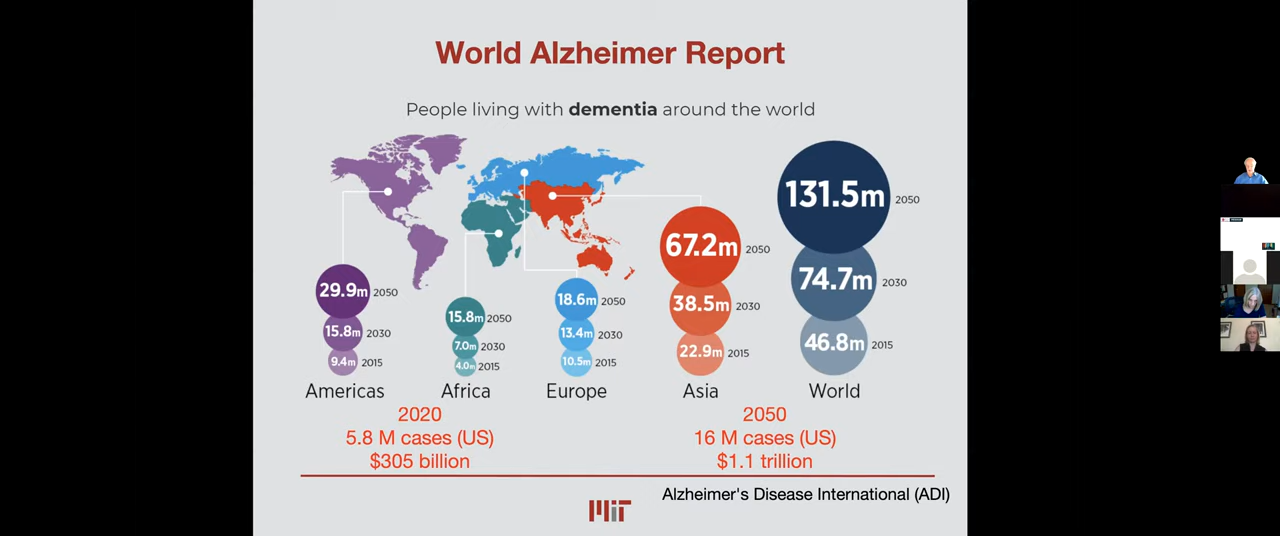 World Alzheimer Report
People living with dementia around the world
131.5m 2050
67.2m 2050
74.7m 2030
29.9m 2050
18.6m 2050
15.8m 2050
38.5m 2030
15.8m 2030
7.0m 2030
13.4m 2030
46.8m 2015
22.9m 2015
9.4m 2015
4.0m 2015
10.5m 2015
Americas Africa Europe Asia World
2020 2050
5.8 M cases (US) 16 M cases (US)
$305 billion $1.1 trillion
Alzheimer's Disease International (ADI)
MIT